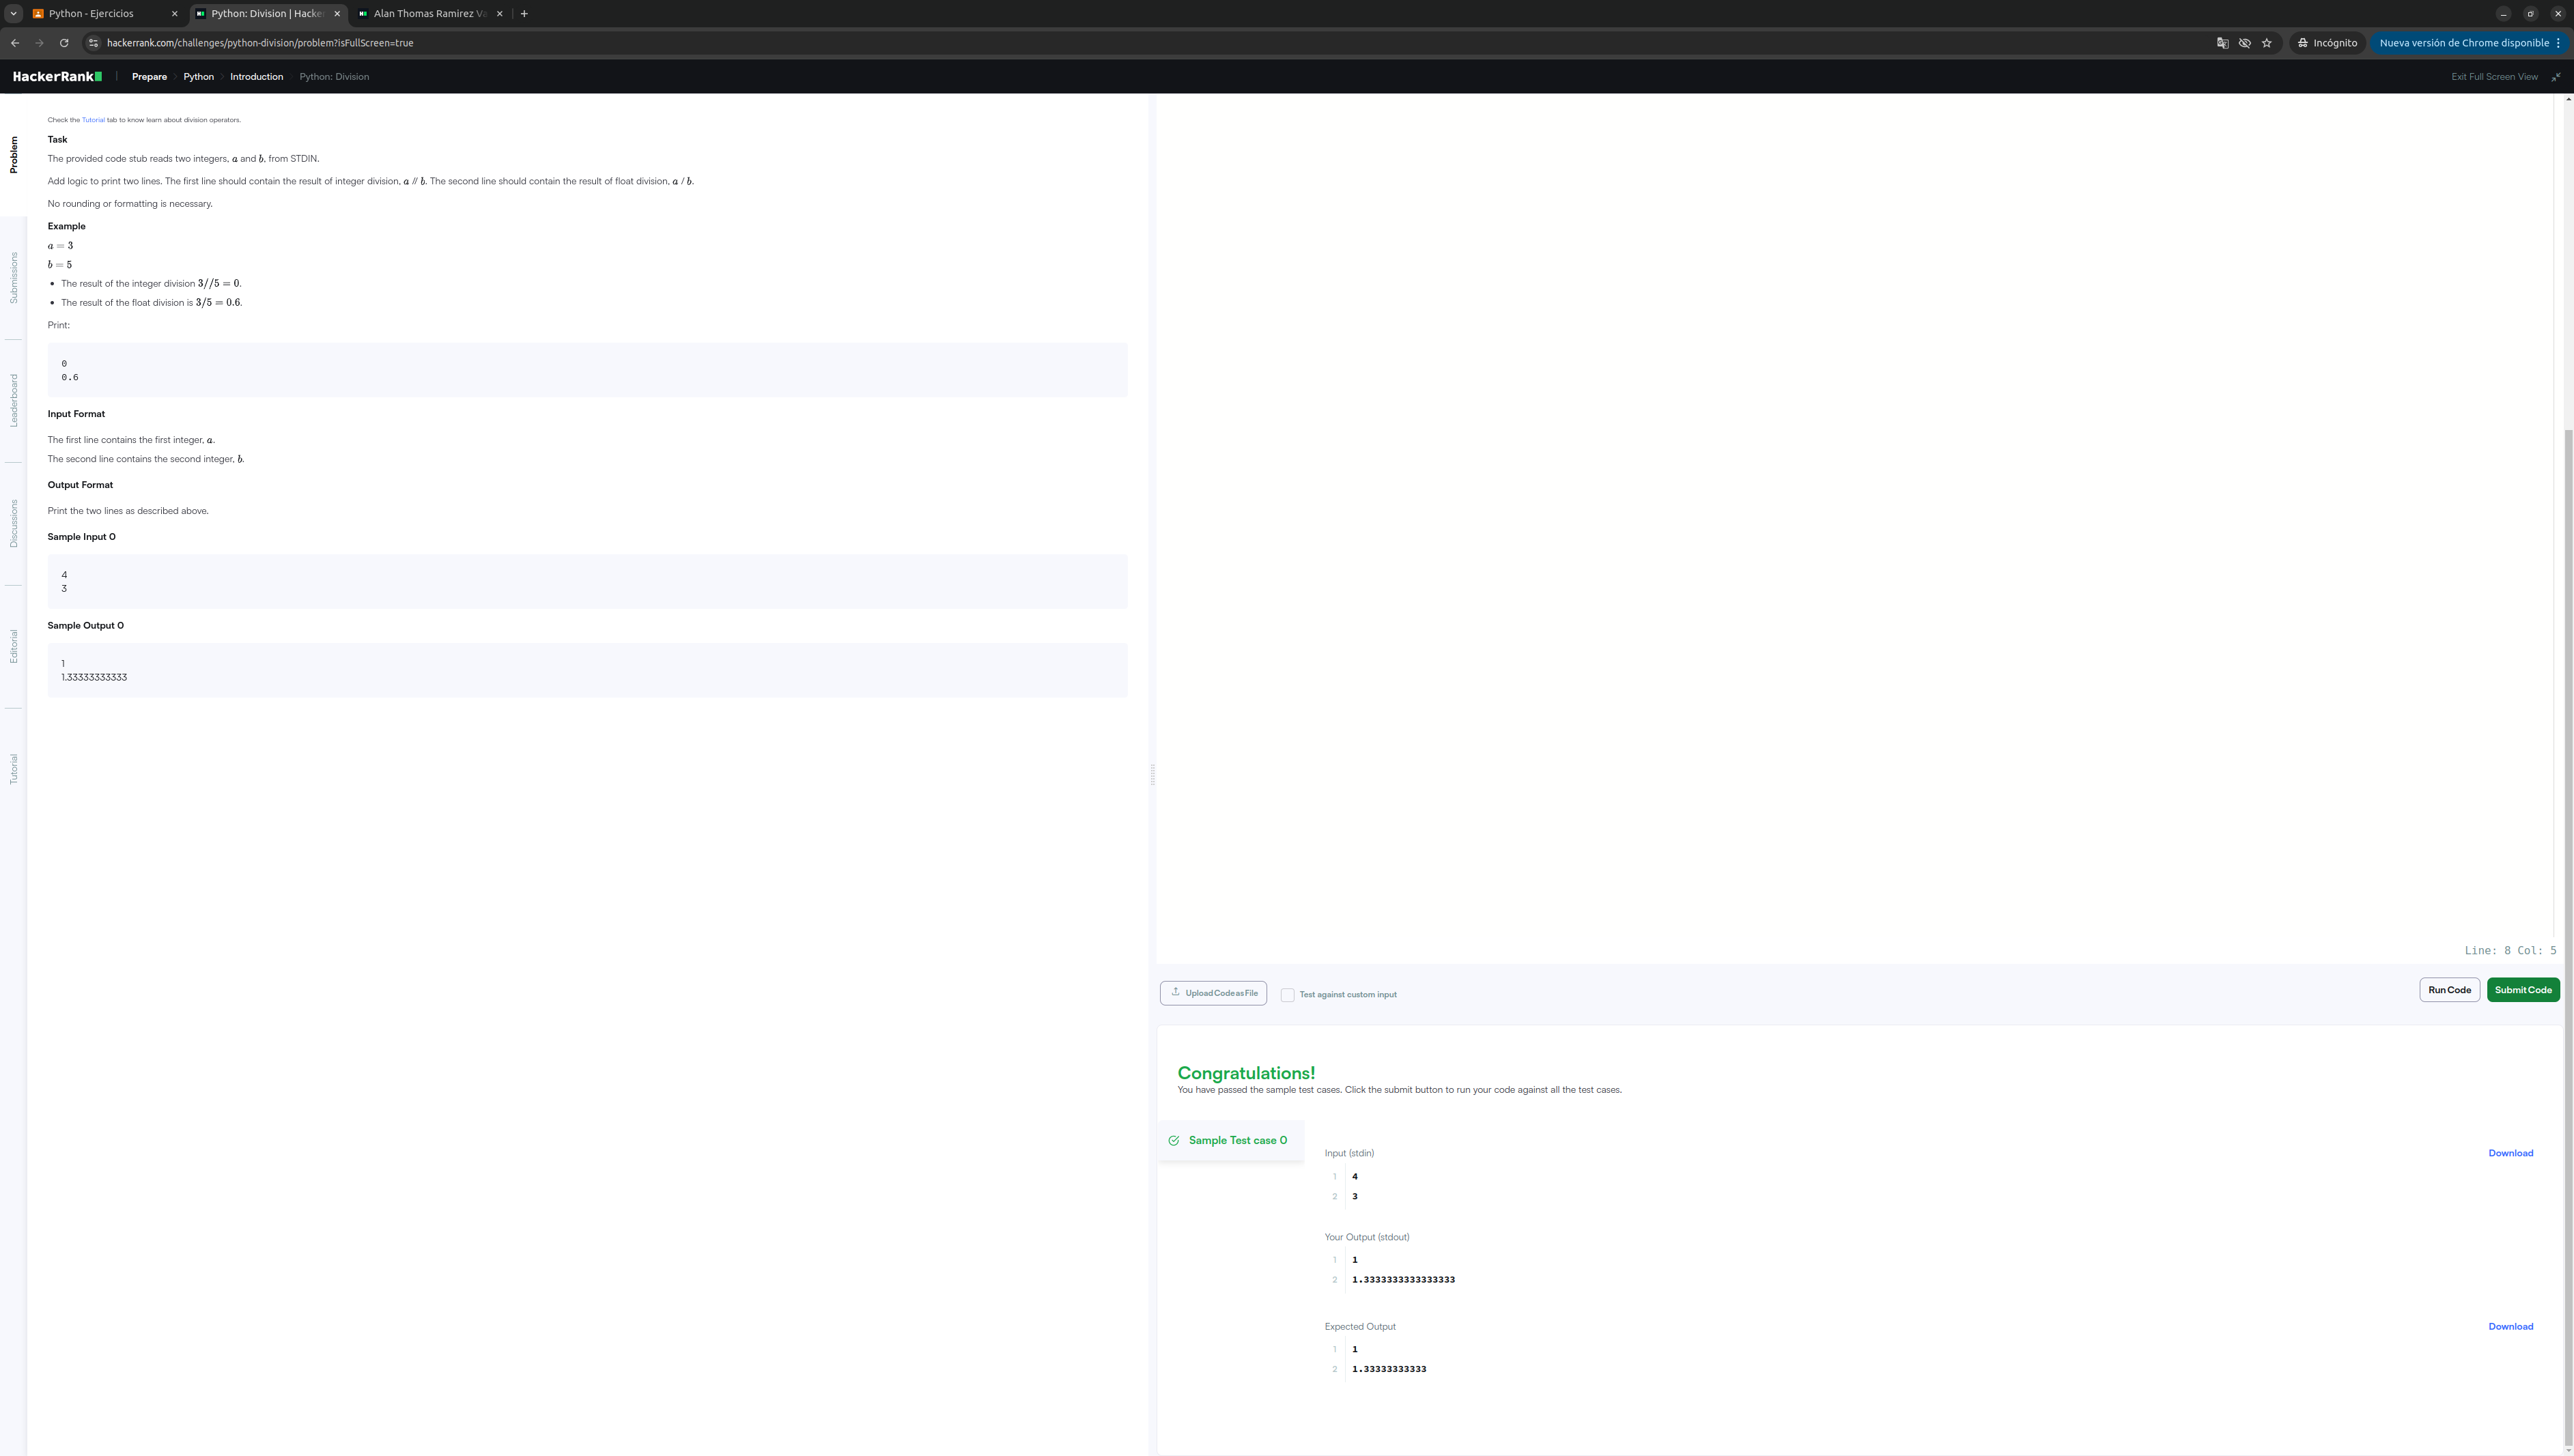 Python - Ejercicios
Python: Division | Hacker
Alan Thomas Ramirez Va
hackerrank.com/challenges/python-division/problem?isFullScreen=true
Incógnito
Nueva versión de Chrome disponible
HackerRank
Prepare
Python
Introduction
Python: Division
Exit Full Screen View
Problem
Submissions
Leaderboard
Discussions
Editorial
Tutorial
Check the Tutorial tab to know learn about division operators.
Task
The provided code stub reads two integers, a and b, from STDIN.
Add logic to print two lines. The first line should contain the result of integer division, a // b. The second line should contain the result of float division, a / b.
No rounding or formatting is necessary.
Example
a = 3
b = 5
• The result of the integer division 3//5 = 0.
• The result of the float division is 3/5 = 0.6.
Print:
0
0.6
Input Format
The first line contains the first integer, a.
The second line contains the second integer, b.
Output Format
Print the two lines as described above.
Sample Input 0
4
3
Sample Output 0
1
1.33333333333
Line: 8 Col: 5
Upload Code as File
Test against custom input
Run Code
Submit Code
Congratulations!
You have passed the sample test cases. Click the submit button to run your code against all the test cases.
Sample Test case 0
Input (stdin)
Download
1 4
2 3
Your Output (stdout)
1 1
2 1.3333333333333333
Expected Output
Download
1 1
2 1.33333333333